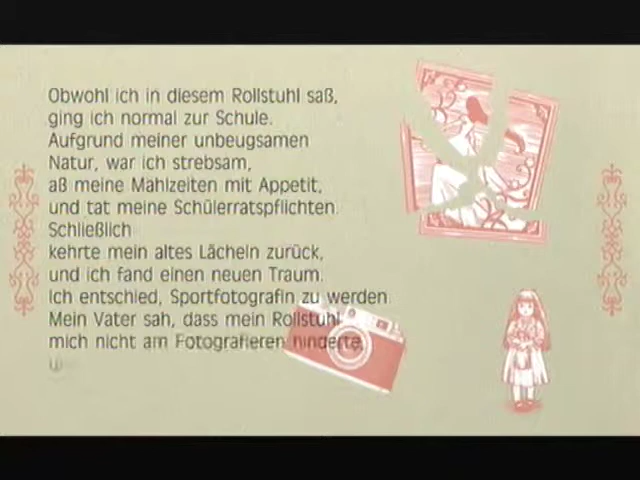 Obwohl ich in diesem Rollstuhl saß,
ging ich normal zur Schule.
Aufgrund meiner unbeugsamen
Natur, war ich strebsam,
aß meine Mahlzeiten mit Appetit,
und tat meine Schülerratspflichten.
Schließlich
kehrte mein altes Lächeln zurück,
und ich fand einen neuen Traum.
Ich entschied, Sportfotografin zu werden.
Mein Vater sah, dass mein Rollstuhl
mich nicht am Fotografieren hinderte,